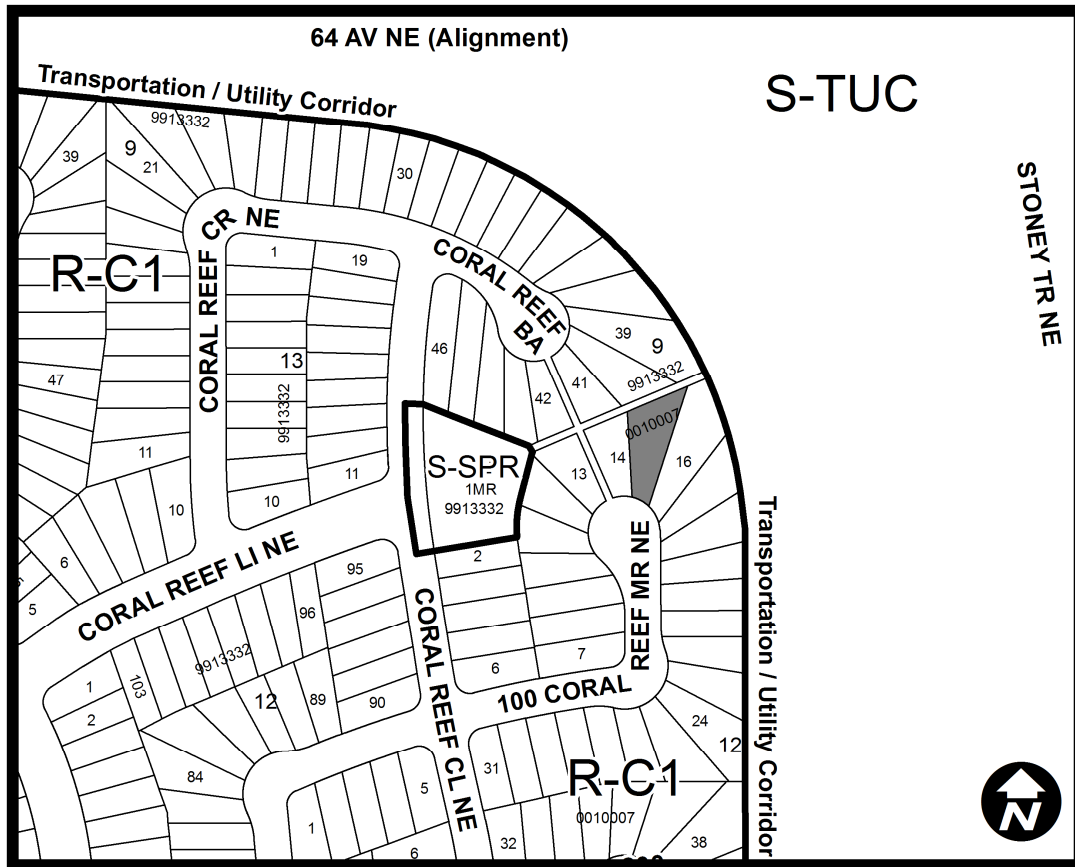 64 AV NE (Alignment)
Transportation / Utility Corridor
S-TUC
STONEY TR NE
9913332
39
9
21
30
CR NE
CORAL REEF
R-C1
1
19
CORAL REEF
BA
39
9
9913332
46
41
42
13
9913332
47
0010007
11
S-SPR
1MR
9913332
14
16
13
11
10
10
REEF MR NE
Transportation / Utility Corridor
CORAL REEF LI NE
6
5
2
95
96
CORAL REEF CL NE
7
6
9913332
103
1
2
12
89
90
100 CORAL
24
12
84
31
5
R-C1
0010007
1
6
32
38
N